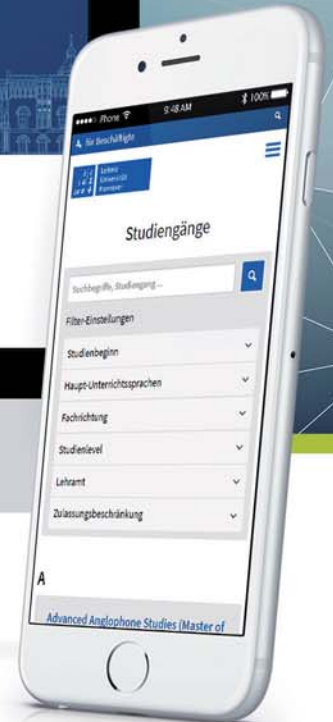 Phone 9:48 AM 100%
für Beschäftigte
Leibniz
Universität
Hannover
Studiengänge
Suchbegriffe, Studiengang ...
Filter-Einstellungen
Studienbeginn
Haupt-Unterrichtssprachen
Fachrichtung
Studienlevel
Lehramt
Zulassungsbeschränkung
A
Advanced Anglophone Studies (Master of